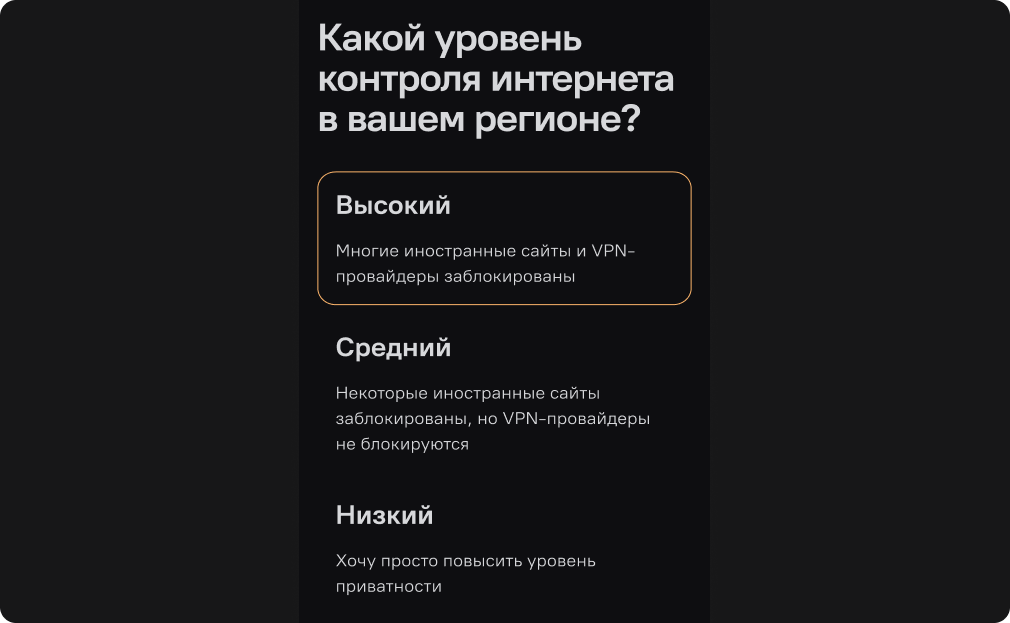 Какой уровень
контроля интернета
в вашем регионе?
Высокий
Многие иностранные сайты и VPN-
провайдеры заблокированы
Средний
Некоторые иностранные сайты
заблокированы, но VPN-провайдеры
не блокируются
Низкий
Хочу просто повысить уровень
приватности